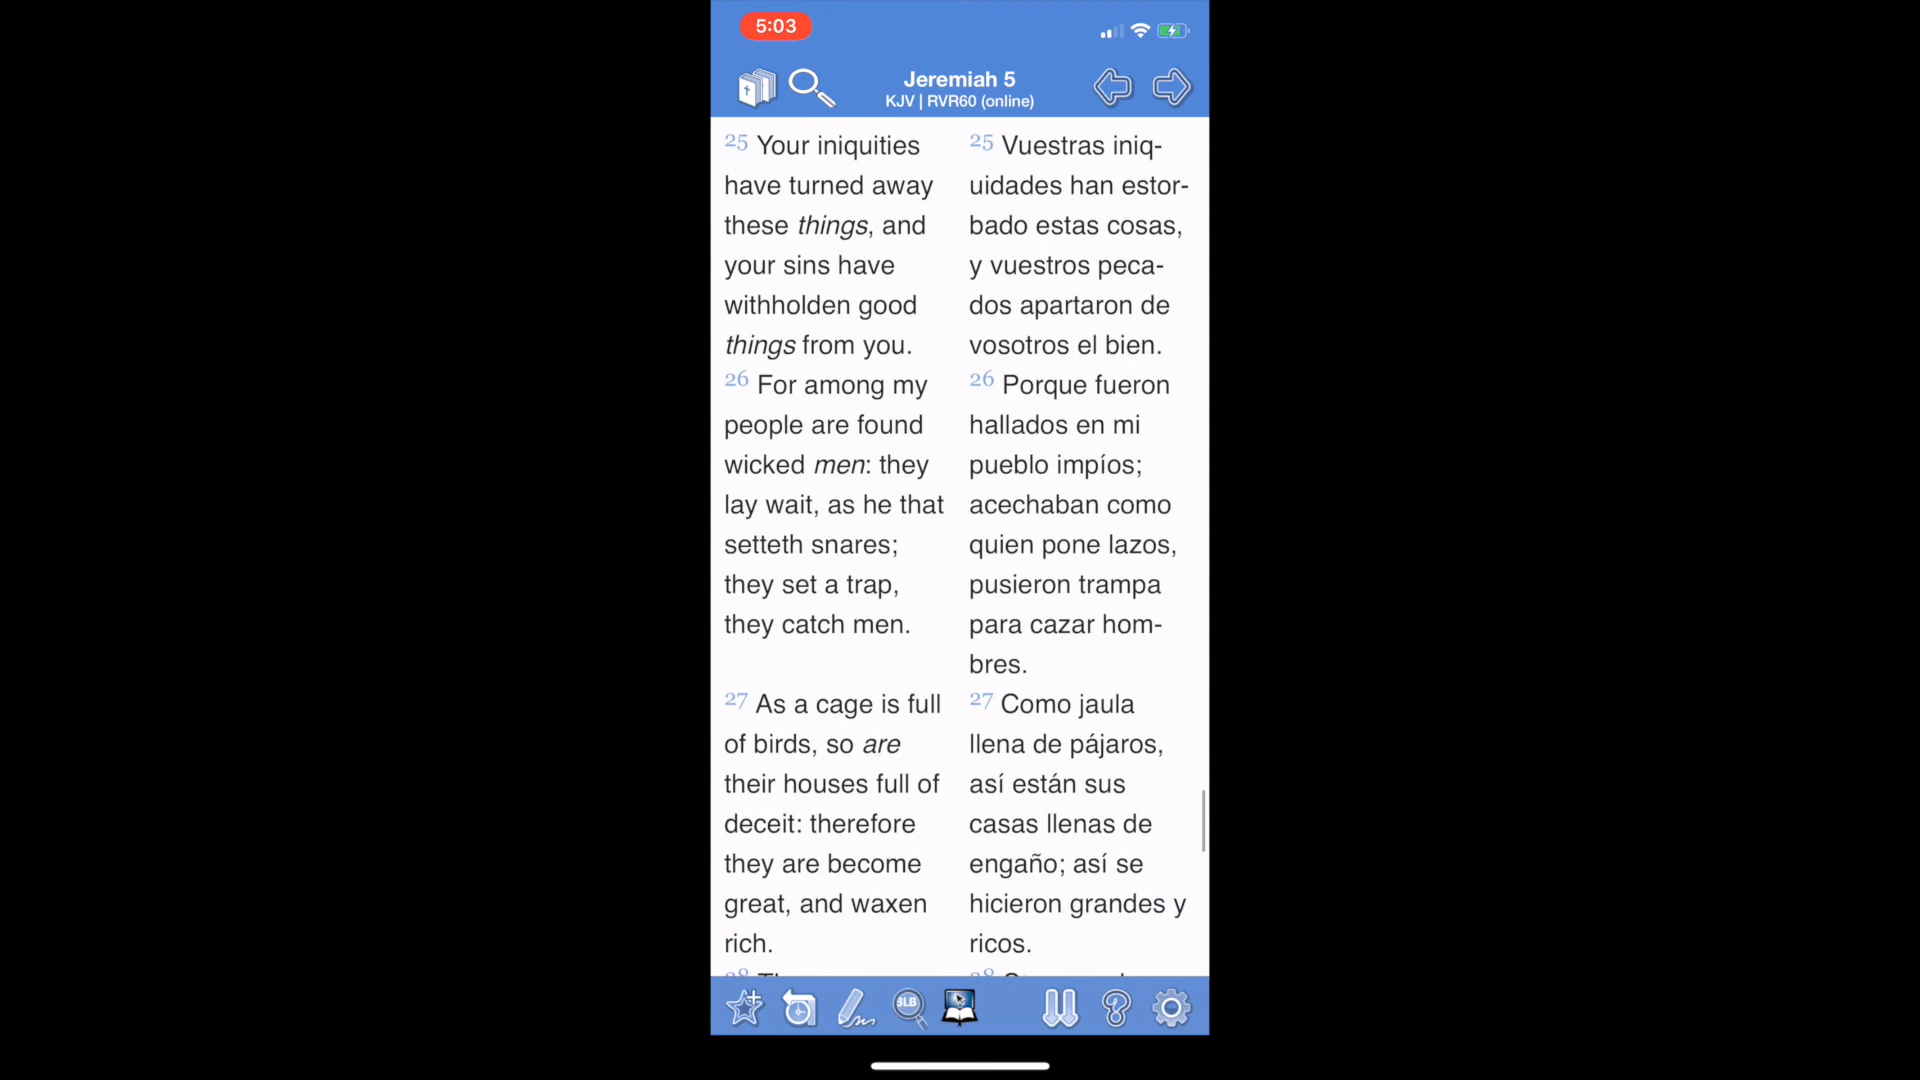 5:03
Jeremiah 5
KJV | RVR60 (online)
25 Your iniquities
have turned away
these things, and
your sins have
withholden good
things from you.
26 For among my
people are found
wicked men: they
lay wait, as he that
setteth snares;
they set a trap,
they catch men.
27 As a cage is full
of birds, so are
their houses full of
deceit: therefore
they are become
great, and waxen
rich.
25 Vuestras iniq-
uidades han estor-
bado estas cosas,
y vuestros peca-
dos apartaron de
vosotros el bien.
26 Porque fueron
hallados en mi
pueblo impíos;
acechaban como
quien pone lazos,
pusieron trampa
para cazar hom-
bres.
27 Como jaula
llena de pájaros,
así están sus
casas llenas de
engaño; así se
hicieron grandes y
ricos.
BLB